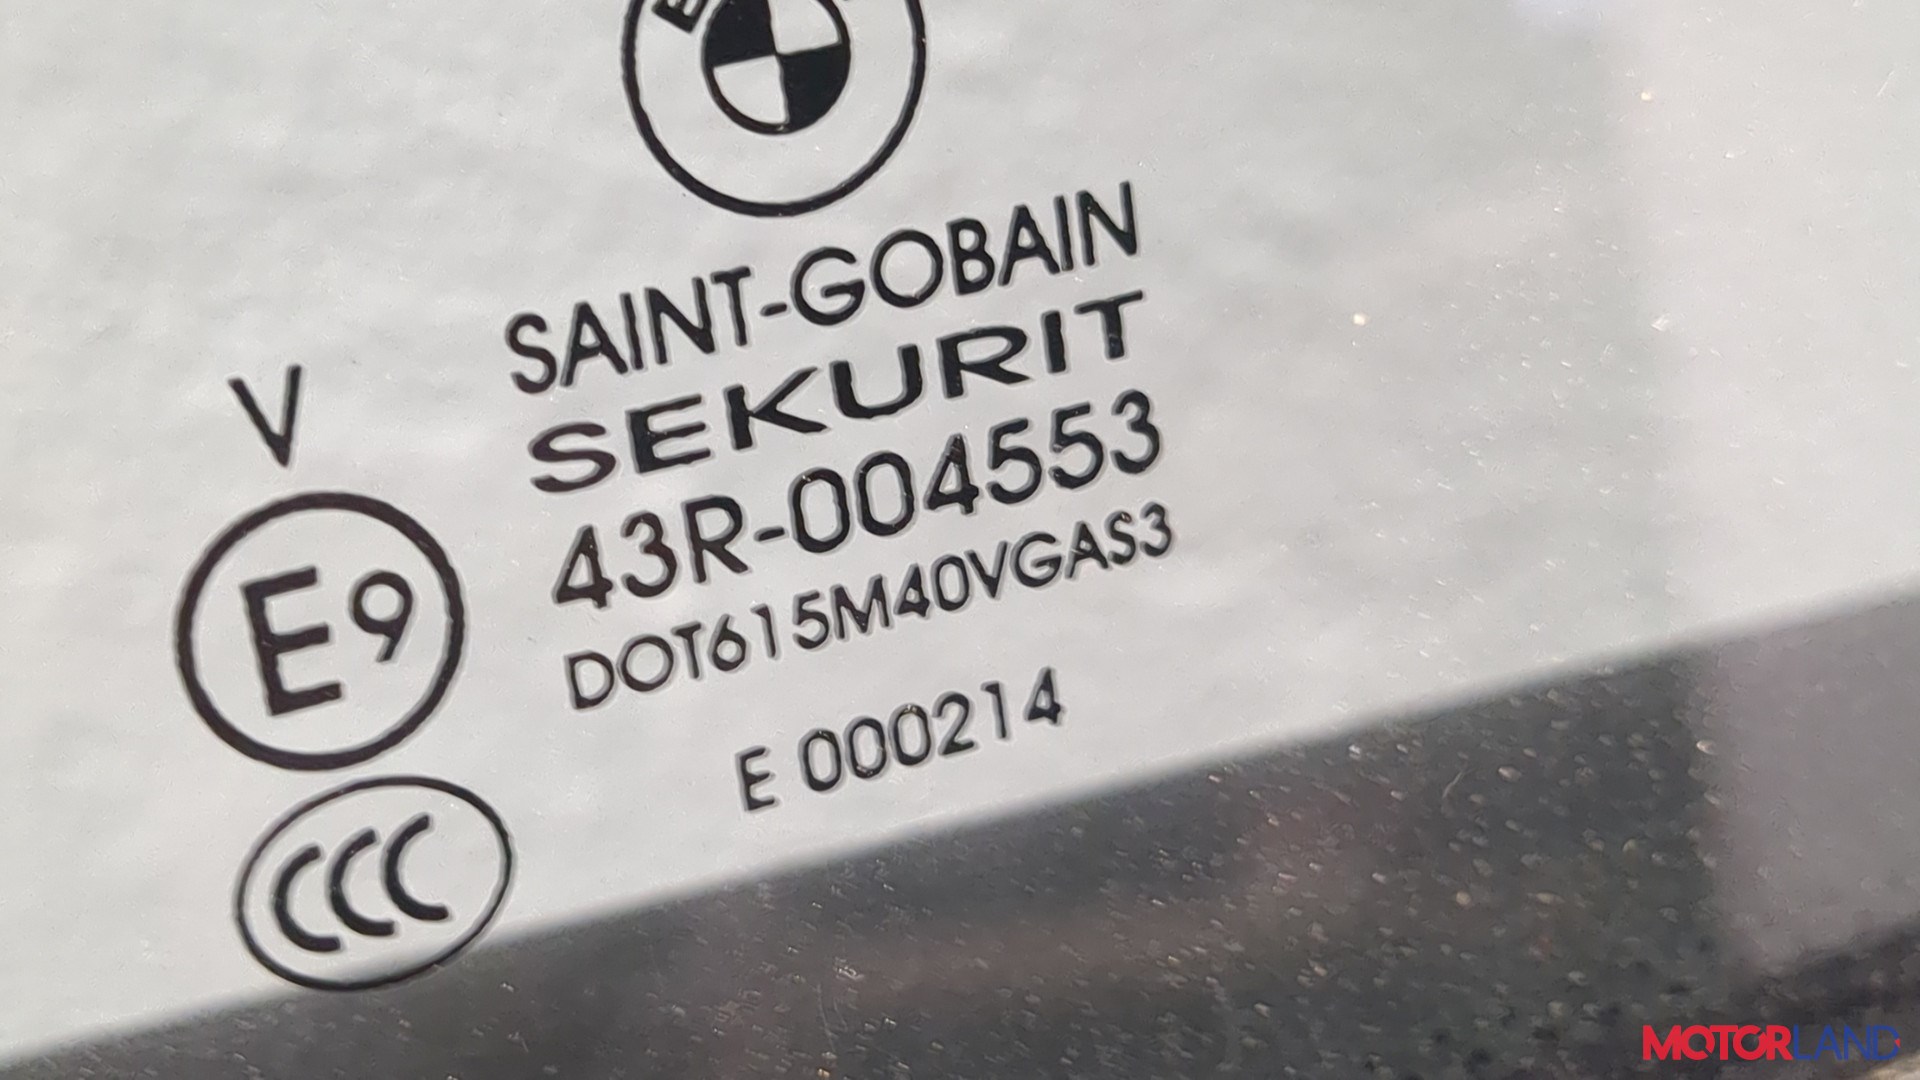 SAINT-GOBAIN
SEKURIT
43R-004553
DOT615M40VGAS3
E 000214
V
E9
CCC
MOTORLAND